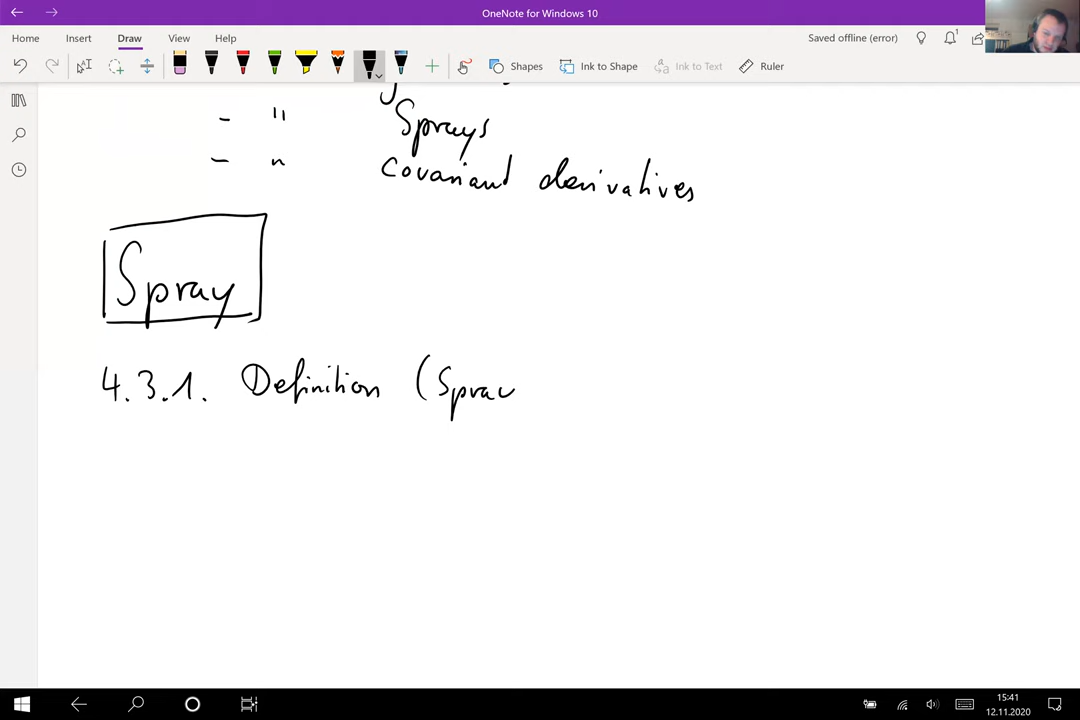 OneNote for Windows 10
Home Insert Draw View Help Saved offline (error)
Shapes Ink to Shape Ink to Text Ruler
- " Sprays
- " covariand derivatives
Spray
4.3.1. Definition (Spray
15:41
12.11.2020